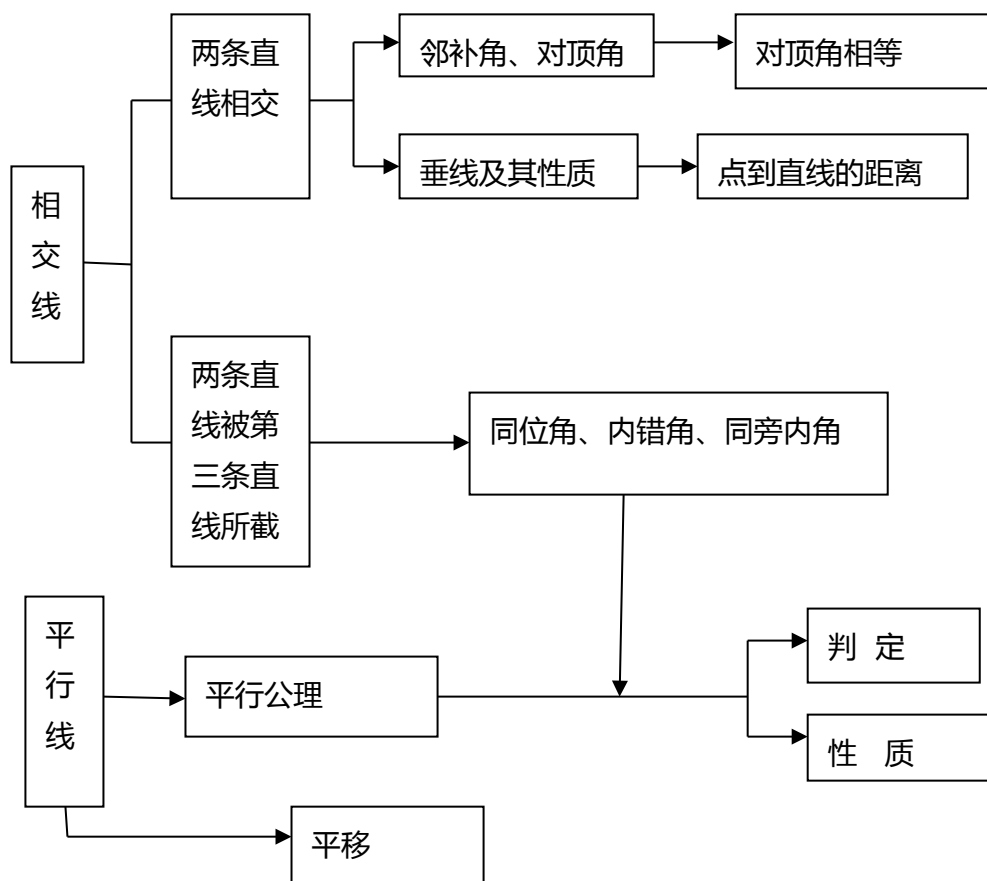 两条直
线相交
邻补角、对顶角
对顶角相等
垂线及其性质
点到直线的距离
相
交
线
两条直
线被第
三条直
线所截
同位角、内错角、同旁内角
平
行
线
平行公理
判 定
性 质
平移